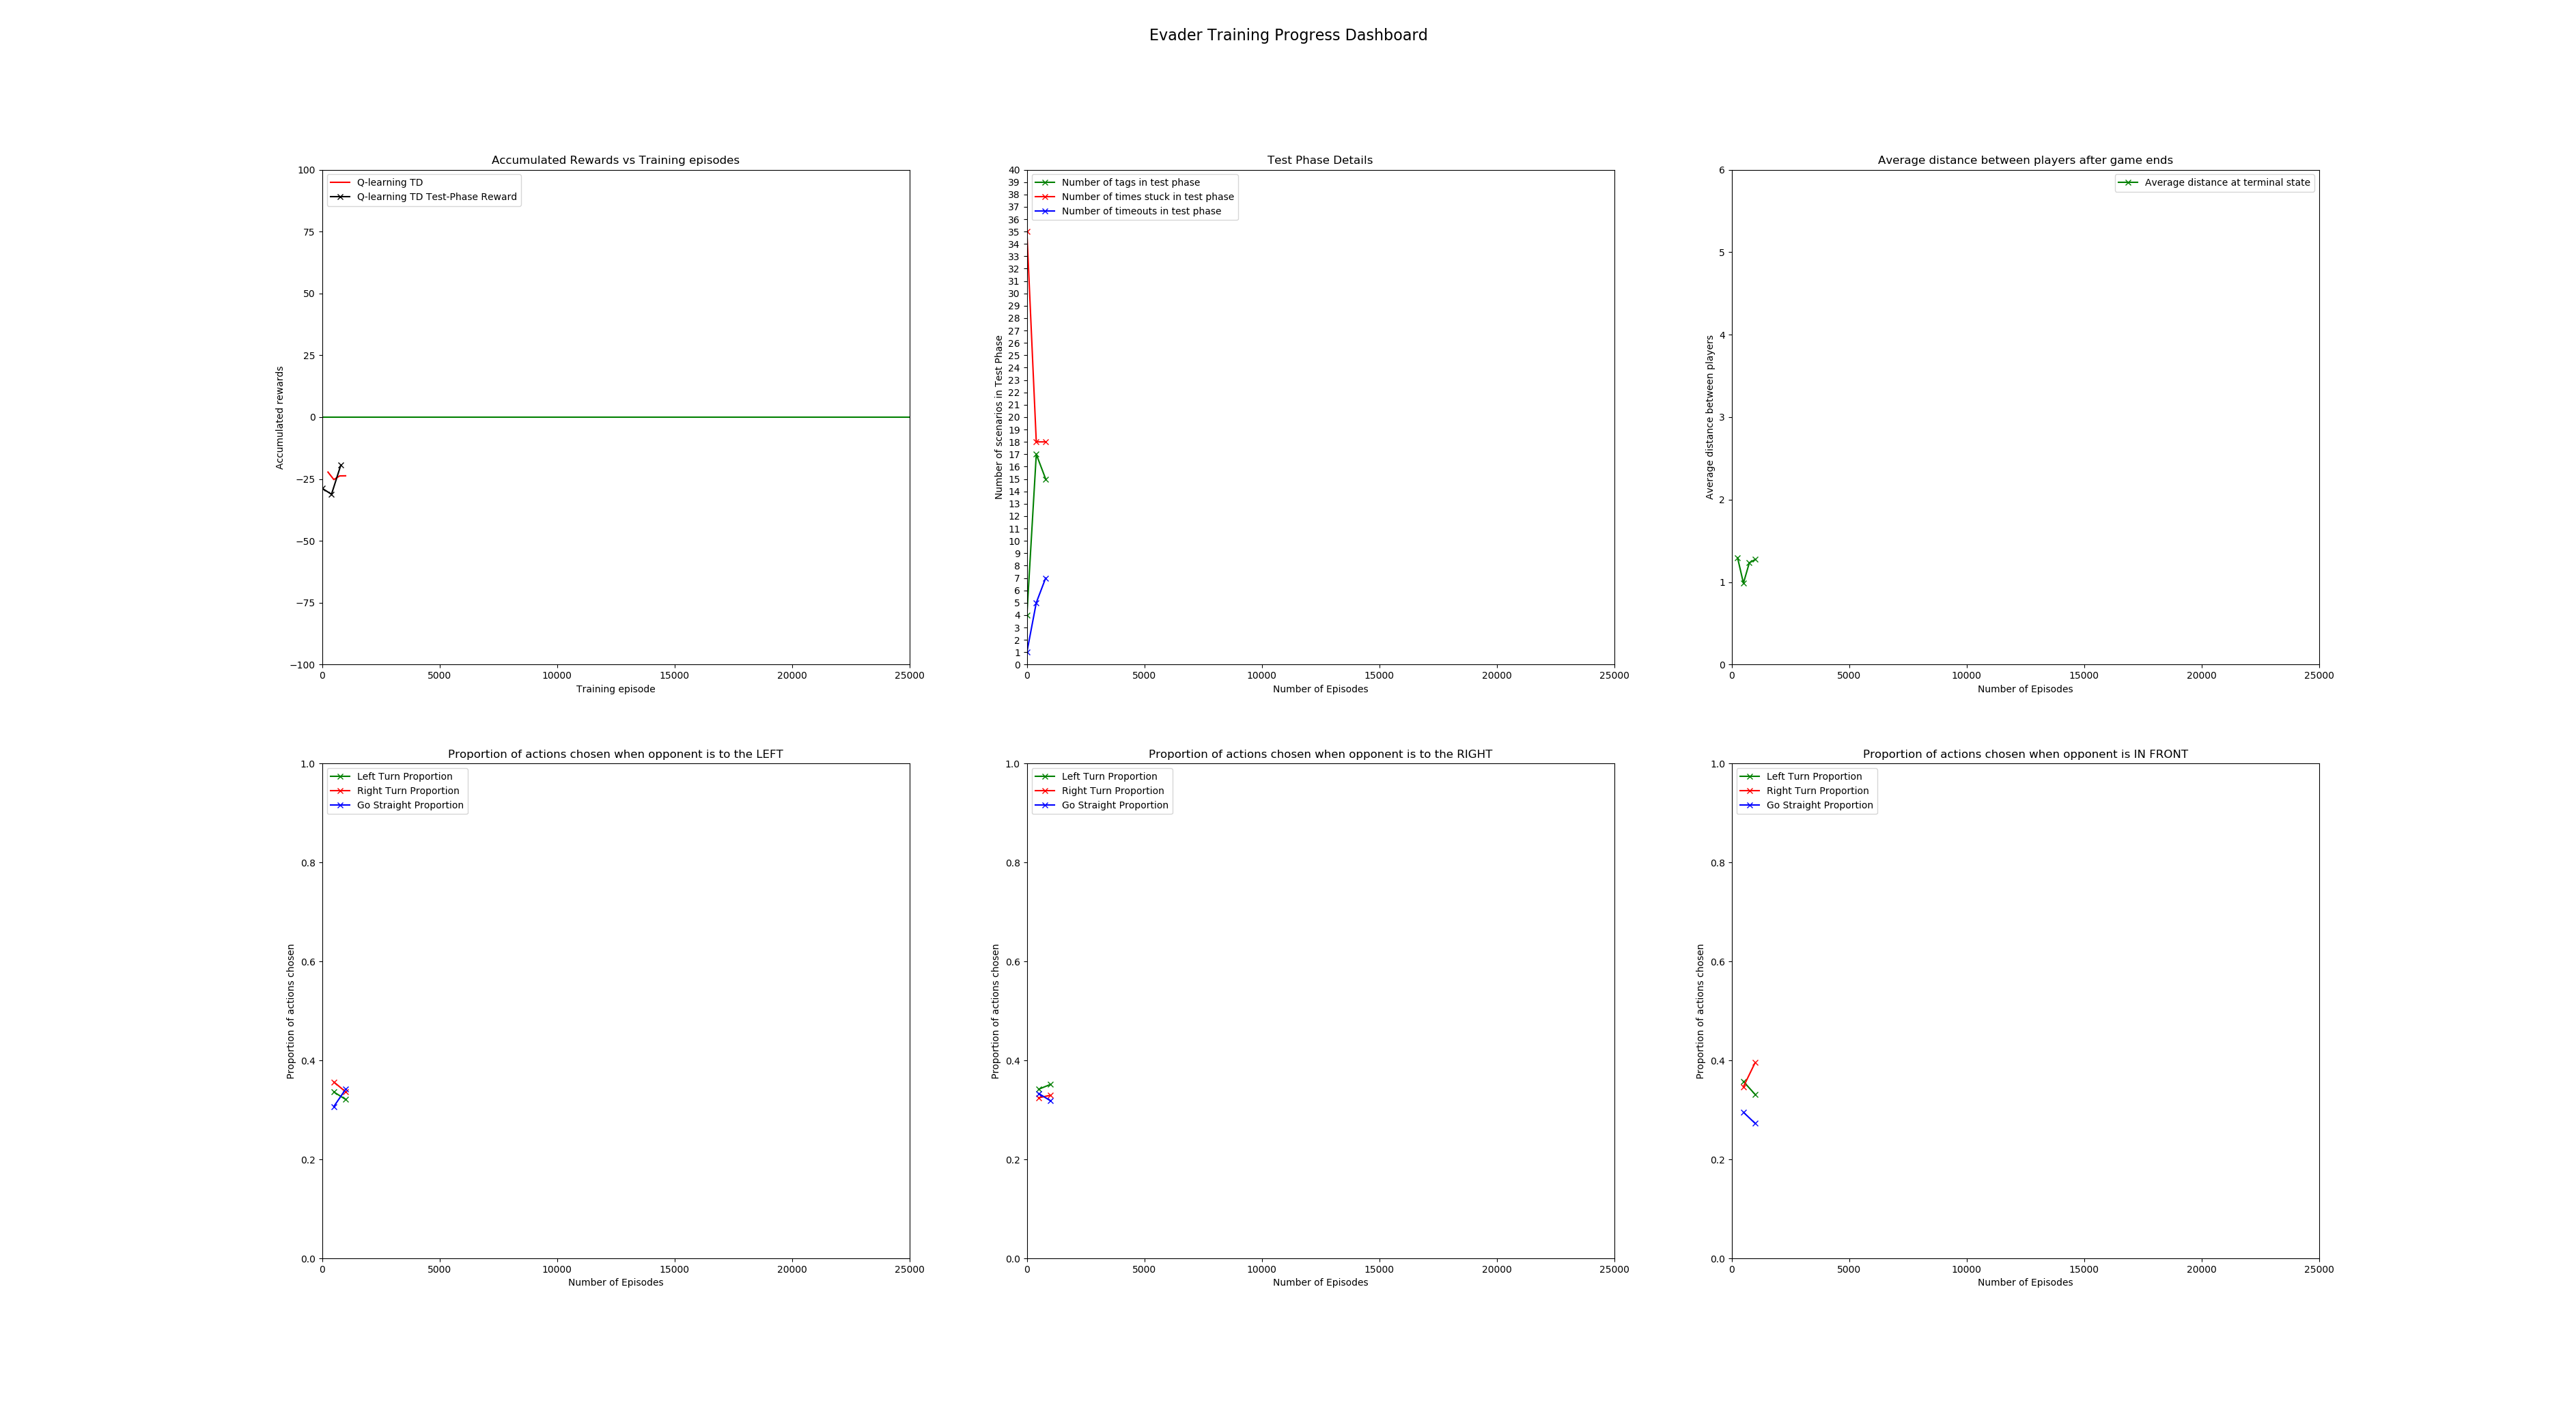 Evader Training Progress Dashboard
Accumulated Rewards vs Training episodes
Q-learning TD
Q-learning TD Test-Phase Reward
100
75
50
25
0
−25
−50
−75
−100
Accumulated rewards
0 5000 10000 15000 20000 25000
Training episode
Test Phase Details
Number of tags in test phase
Number of times stuck in test phase
Number of timeouts in test phase
40
39
38
37
36
35
34
33
32
31
30
29
28
27
26
25
24
23
22
21
20
19
18
17
16
15
14
13
12
11
10
9
8
7
6
5
4
3
2
1
0
Number of scenarios in Test Phase
0 5000 10000 15000 20000 25000
Number of Episodes
Average distance between players after game ends
Average distance at terminal state
6
5
4
3
2
1
0
Average distance between players
0 5000 10000 15000 20000 25000
Number of Episodes
Proportion of actions chosen when opponent is to the LEFT
Left Turn Proportion
Right Turn Proportion
Go Straight Proportion
1.0
0.8
0.6
0.4
0.2
0.0
Proportion of actions chosen
0 5000 10000 15000 20000 25000
Number of Episodes
Proportion of actions chosen when opponent is to the RIGHT
Left Turn Proportion
Right Turn Proportion
Go Straight Proportion
1.0
0.8
0.6
0.4
0.2
0.0
Proportion of actions chosen
0 5000 10000 15000 20000 25000
Number of Episodes
Proportion of actions chosen when opponent is IN FRONT
Left Turn Proportion
Right Turn Proportion
Go Straight Proportion
1.0
0.8
0.6
0.4
0.2
0.0
Proportion of actions chosen
0 5000 10000 15000 20000 25000
Number of Episodes